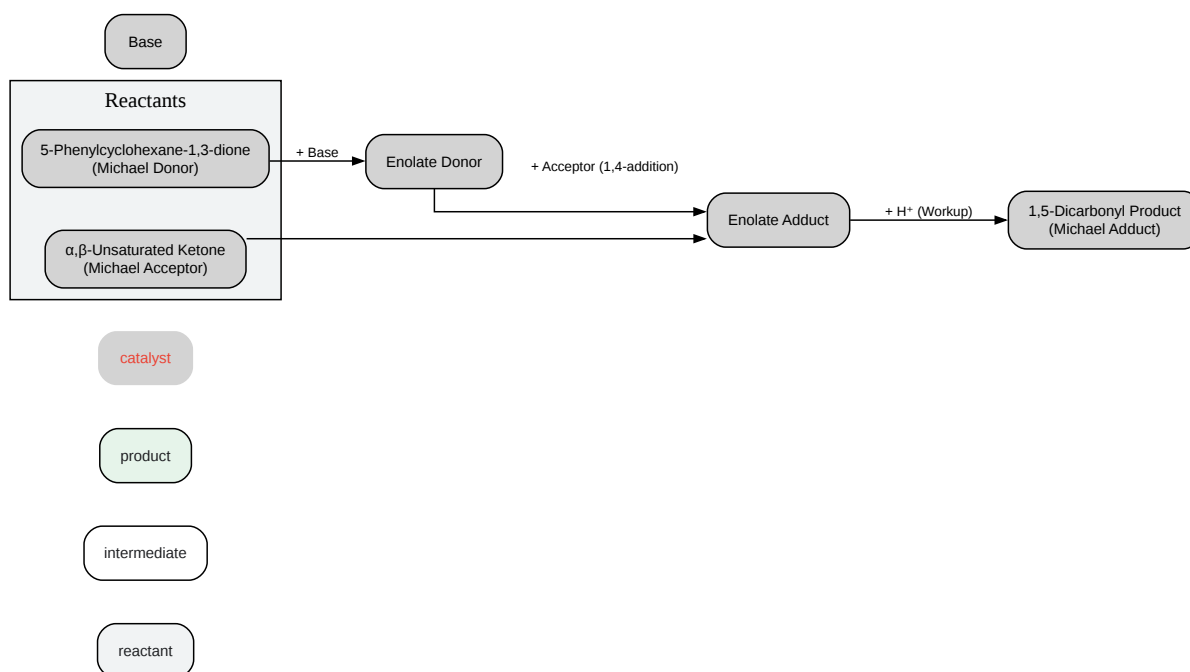 Base
Reactants
5-Phenylcyclohexane-1,3-dione
(Michael Donor)
+ Base
Enolate Donor
+ Acceptor (1,4-addition)
α,β-Unsaturated Ketone
(Michael Acceptor)
Enolate Adduct
+ H⁺ (Workup)
1,5-Dicarbonyl Product
(Michael Adduct)
catalyst
product
intermediate
reactant